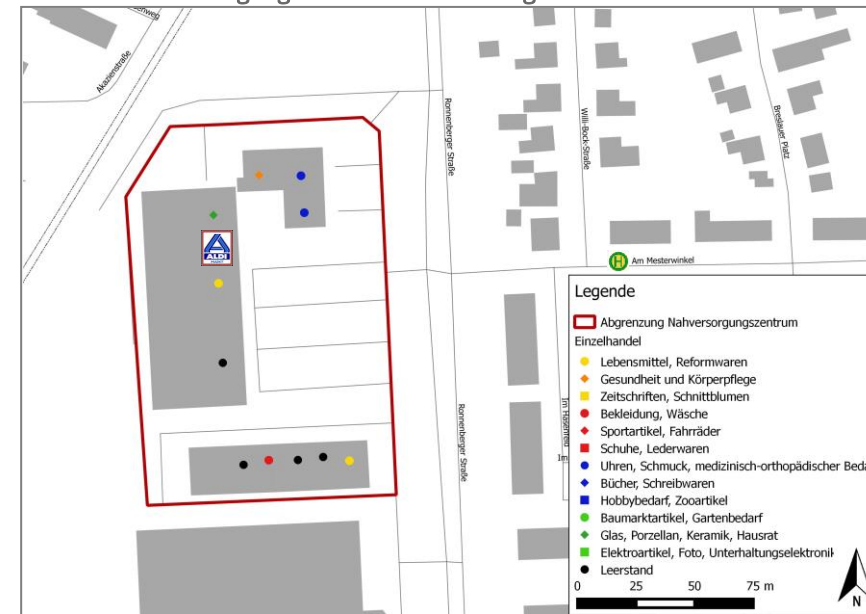 Akazienstraße
Ronnenberger Straße
Willi-Bock-Straße
Breslauer Platz
ALDI
H Am Mesterwinkel
Ronnenberger Straße
Im Hasenfeld
Legende
Abgrenzung Nahversorgungszentrum
Einzelhandel
Lebensmittel, Reformwaren
Gesundheit und Körperpflege
Zeitschriften, Schnittblumen
Bekleidung, Wäsche
Sportartikel, Fahrräder
Schuhe, Lederwaren
Uhren, Schmuck, medizinisch-orthopädischer Beda
Bücher, Schreibwaren
Hobbybedarf, Zooartikel
Baumarktartikel, Gartenbedarf
Glas, Porzellan, Keramik, Hausrat
Elektroartikel, Foto, Unterhaltungselektronik
Leerstand
0 25 50 75 m
N